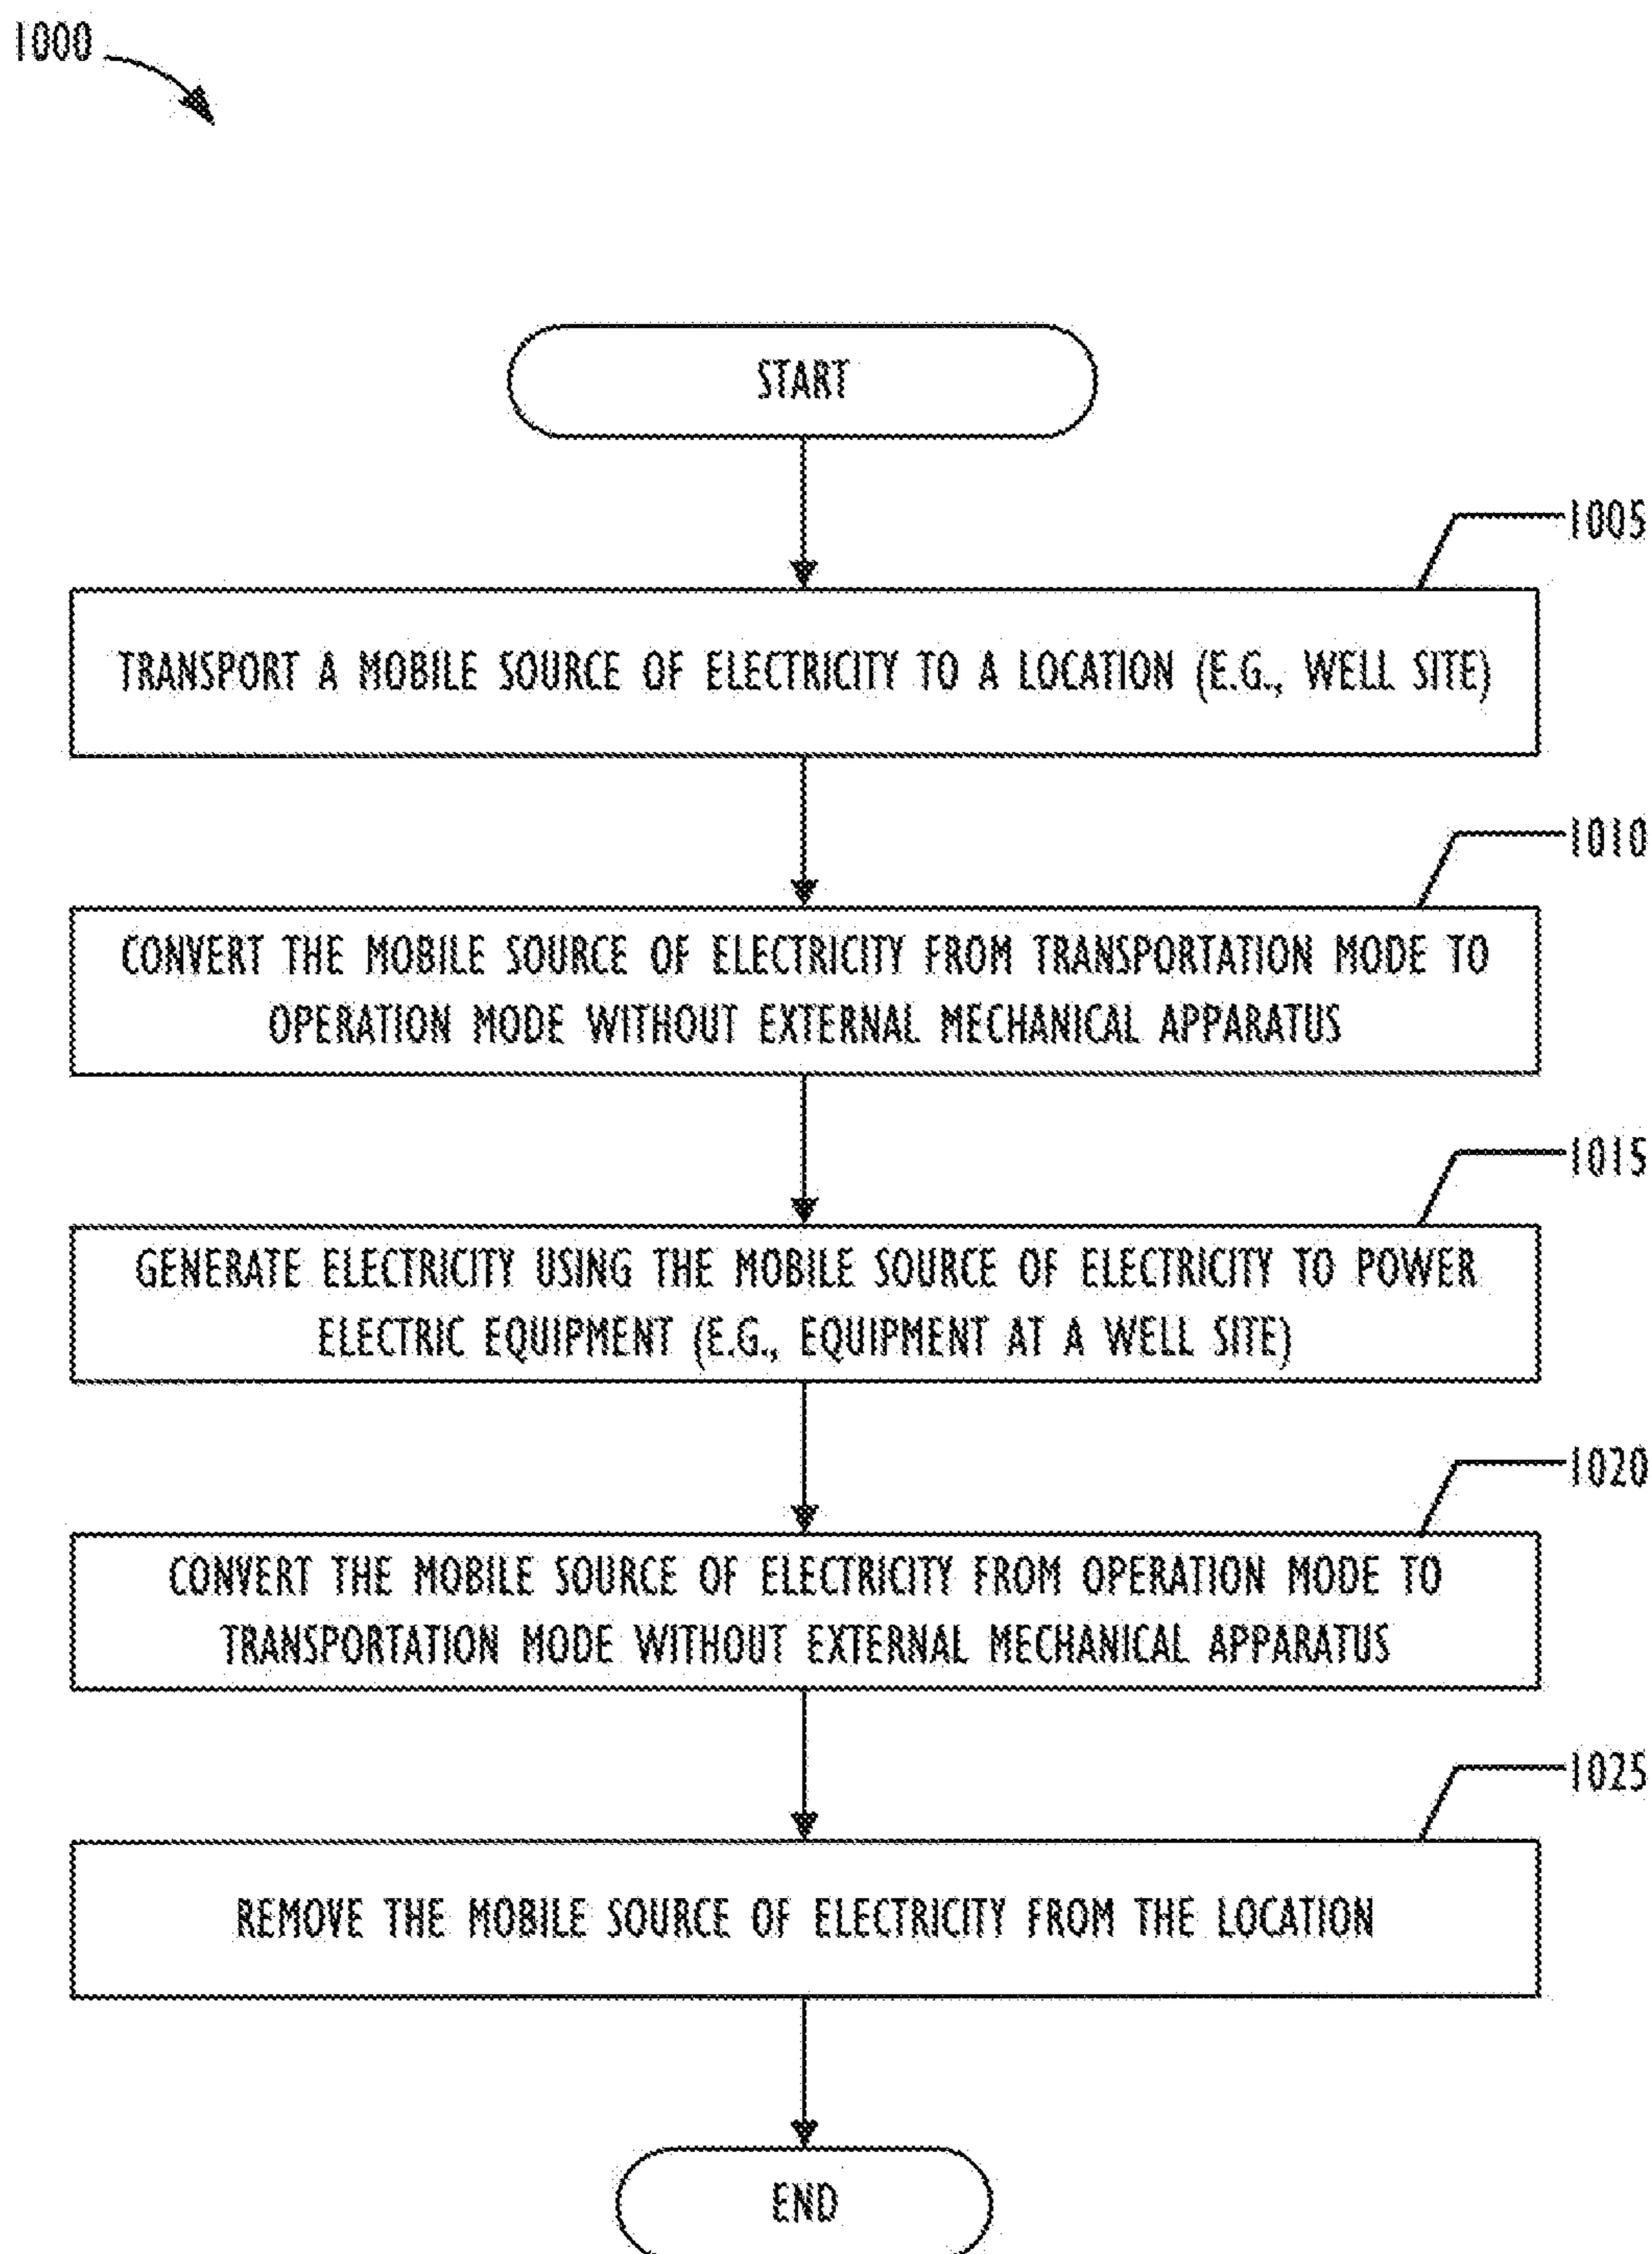 1000
START
1005
TRANSPORT A MOBILE SOURCE OF ELECTRICITY TO A LOCATION (E.G., WELL SITE)
1010
CONVERT THE MOBILE SOURCE OF ELECTRICITY FROM TRANSPORTATION MODE TO
OPERATION MODE WITHOUT EXTERNAL MECHANICAL APPARATUS
1015
GENERATE ELECTRICITY USING THE MOBILE SOURCE OF ELECTRICITY TO POWER
ELECTRIC EQUIPMENT (E.G., EQUIPMENT AT A WELL SITE)
1020
CONVERT THE MOBILE SOURCE OF ELECTRICITY FROM OPERATION MODE TO
TRANSPORTATION MODE WITHOUT EXTERNAL MECHANICAL APPARATUS
1025
REMOVE THE MOBILE SOURCE OF ELECTRICITY FROM THE LOCATION
END